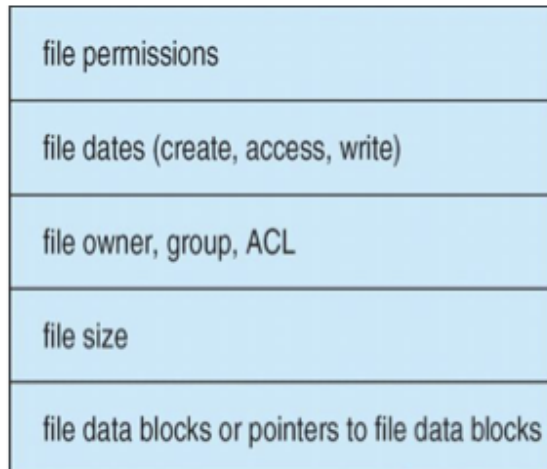 file permissions
file dates (create, access, write)
file owner, group, ACL
file size
file data blocks or pointers to file data blocks